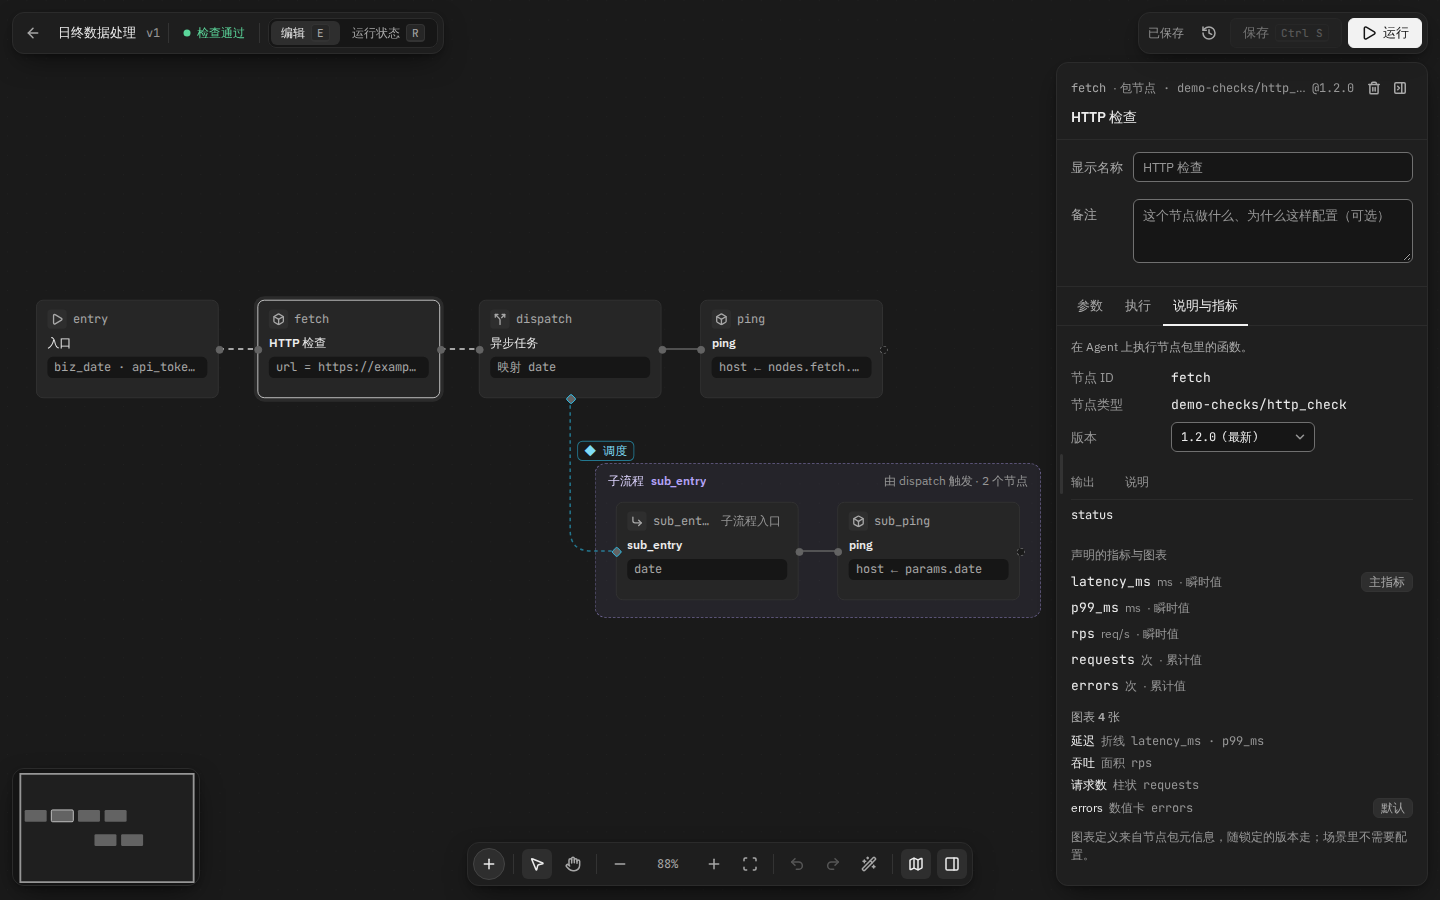 日终数据处理 v1 检查通过 编辑 E 运行状态 R
已保存 保存 Ctrl S 运行
fetch · 包节点 · demo-checks/http_… @1.2.0
HTTP 检查
显示名称 HTTP 检查
备注 这个节点做什么、为什么这样配置（可选）
参数 执行 说明与指标
在 Agent 上执行节点包里的函数。
节点 ID fetch
节点类型 demo-checks/http_check
版本 1.2.0 (最新)
输出 说明
status
声明的指标与图表
latency_ms ms · 瞬时值 主指标
p99_ms ms · 瞬时值
rps req/s · 瞬时值
requests 次 · 累计值
errors 次 · 累计值
图表 4 张
延迟 折线 latency_ms · p99_ms
吞吐 面积 rps
请求数 柱状 requests
errors 数值卡 errors 默认
图表定义来自节点包元信息，随锁定的版本走；场景里不需要配
置。
entry
入口
biz_date · api_toke…
fetch
HTTP 检查
url = https://examp…
dispatch
异步任务
映射 date
ping
ping
host ← nodes.fetch.…
调度
子流程 sub_entry 由 dispatch 触发 · 2 个节点
sub_ent… 子流程入口
sub_entry
date
sub_ping
ping
host ← params.date
88%